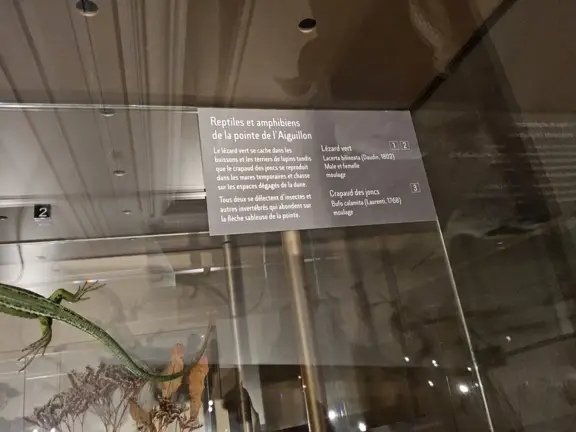 Reptiles et amphibiens
de la pointe de l'Aiguillon
Le lézard vert se cache dans les
buissons et les terriers de lapins tandis
que le crapaud des joncs se reproduit
dans les mares temporaires et chasse
sur les espaces dégagés de la dune.
Tous deux se délectent d'insectes et
autres invertébrés qui abondent sur
la flèche sableuse de la pointe.
Lézard vert 1 2
Lacerta bilineata (Daudin, 1802)
Male et femelle
moulage
Crapaud des joncs 3
Bufo calamita (Laurenti, 1768)
moulage
2